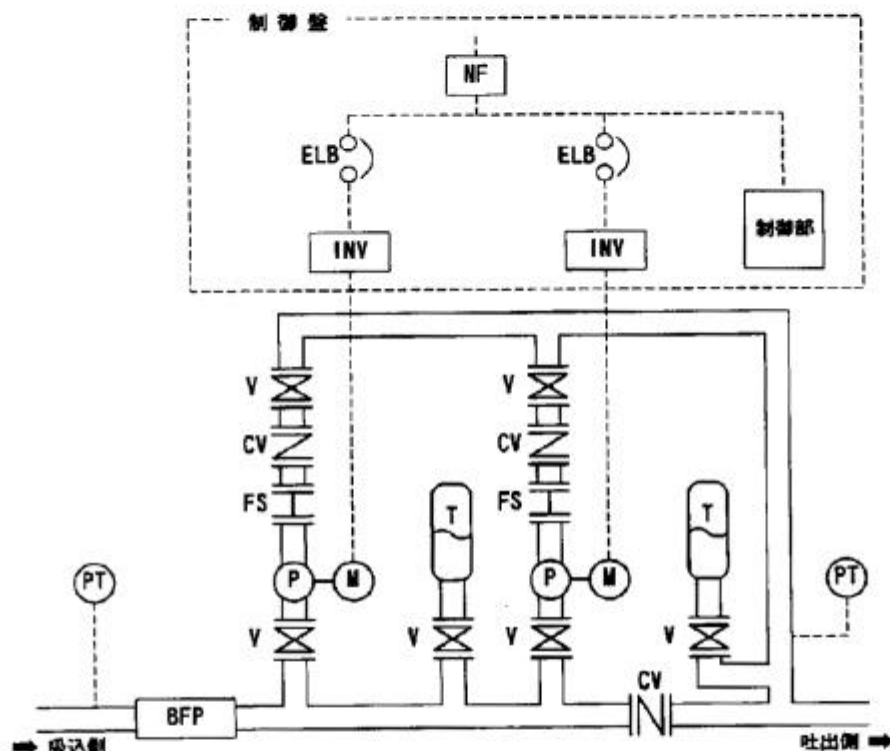 制御盤
NF
ELB ELB
INV INV 制御部
V V
CV CV
FS T FS T
PT P M P M PT
V V V V
CV
BFP
吸込側 吐出側